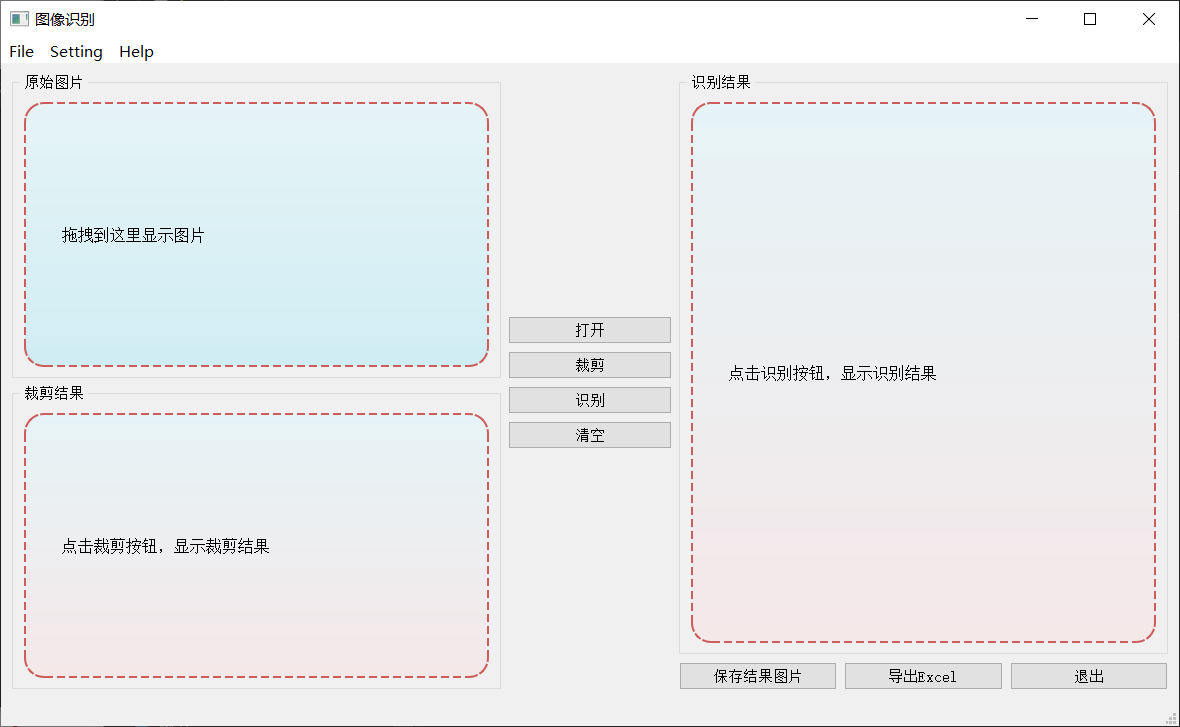 图像识别
File Setting Help
原始图片
拖拽到这里显示图片
裁剪结果
点击裁剪按钮，显示裁剪结果
打开
裁剪
识别
清空
识别结果
点击识别按钮，显示识别结果
保存结果图片 导出Excel 退出